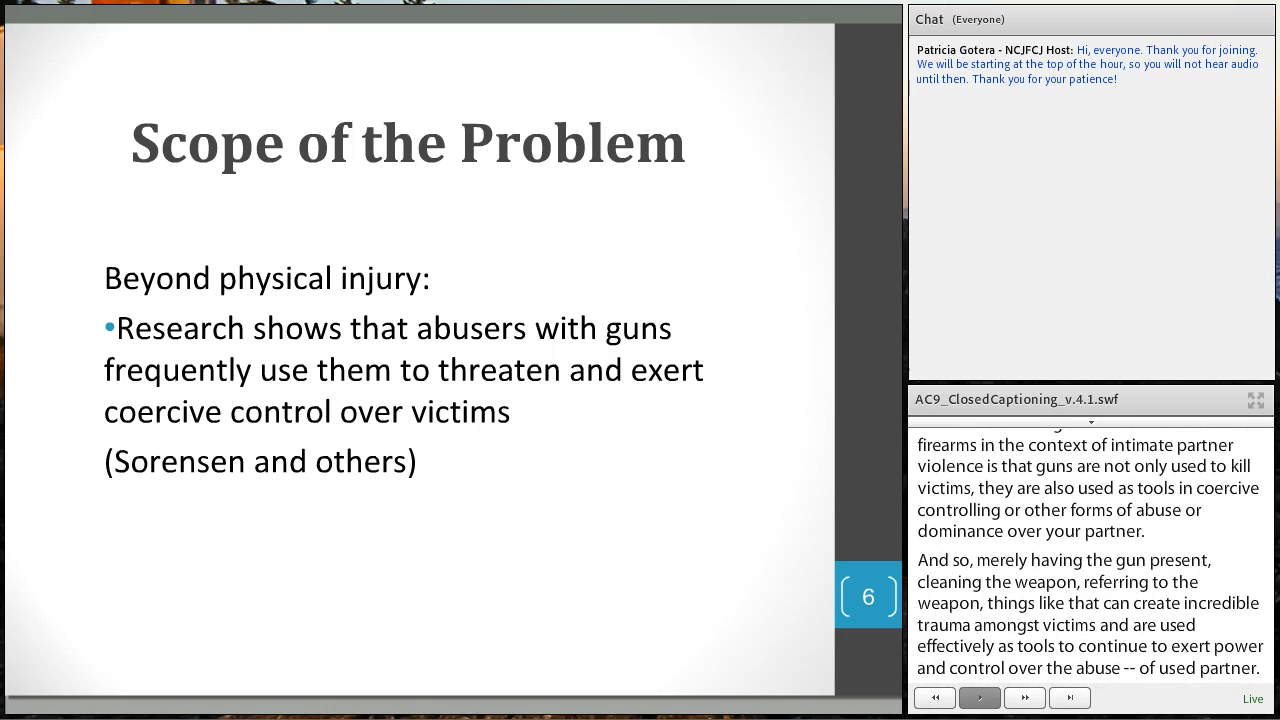 Scope of the Problem
Beyond physical injury:
•Research shows that abusers with guns
frequently use them to threaten and exert
coercive control over victims
(Sorensen and others)
6
Chat (Everyone)
Patricia Gotera - NCJFCJ Host: Hi, everyone. Thank you for joining.
We will be starting at the top of the hour, so you will not hear audio
until then. Thank you for your patience!
AC9_ClosedCaptioning_v.4.1.swf
firearms in the context of intimate partner
violence is that guns are not only used to kill
victims, they are also used as tools in coercive
controlling or other forms of abuse or
dominance over your partner.
And so, merely having the gun present,
cleaning the weapon, referring to the
weapon, things like that can create incredible
trauma amongst victims and are used
effectively as tools to continue to exert power
and control over the abuse -- of used partner.
Live